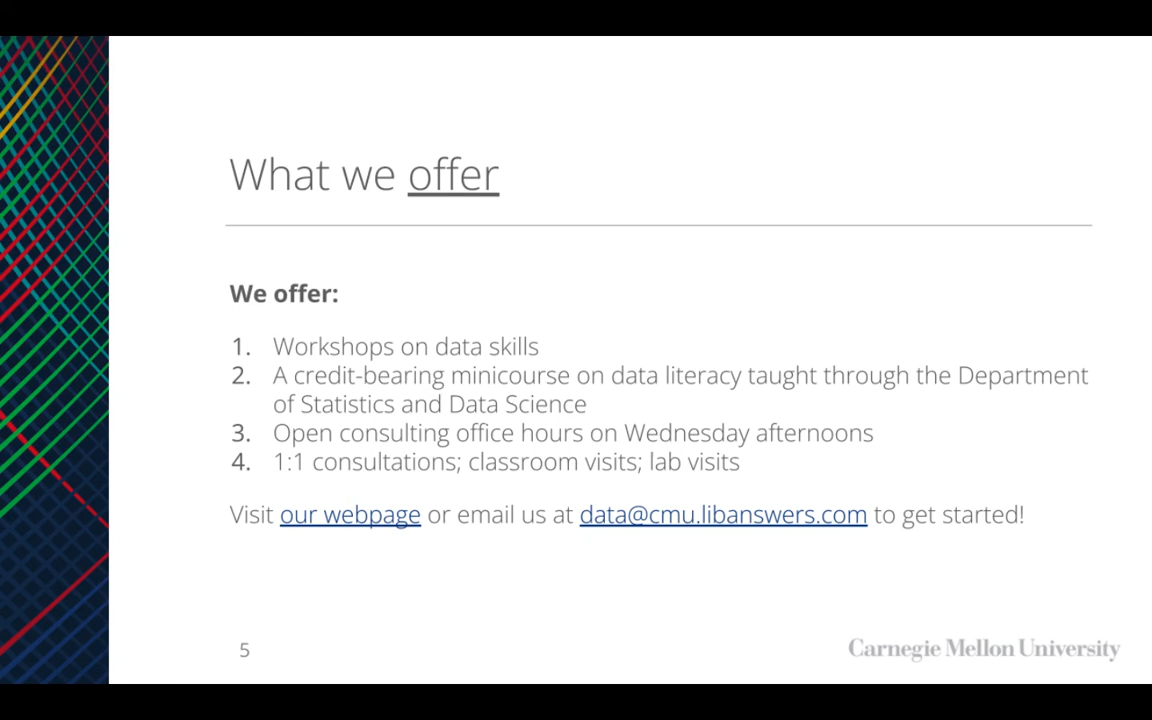 What we offer
We offer:
1. Workshops on data skills
2. A credit-bearing minicourse on data literacy taught through the Department
of Statistics and Data Science
3. Open consulting office hours on Wednesday afternoons
4. 1:1 consultations; classroom visits; lab visits
Visit our webpage or email us at data@cmu.libanswers.com to get started!
5
Carnegie Mellon University